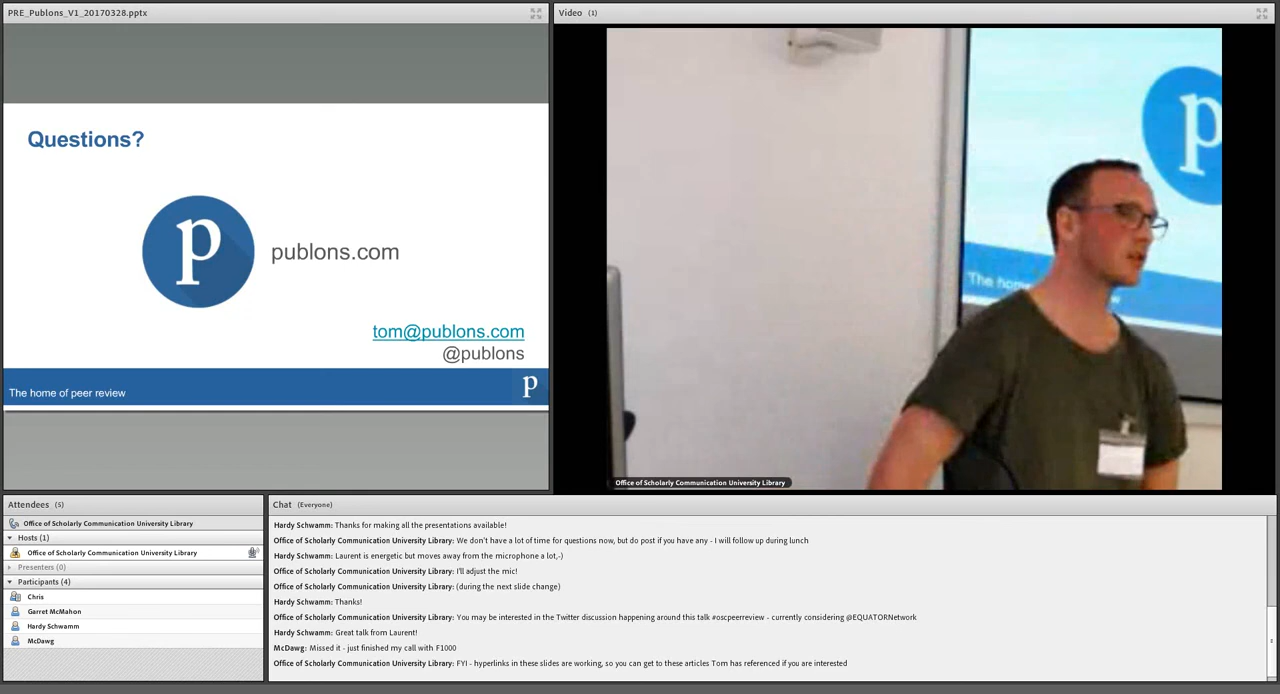 PRE_Publons_V1_20170328.pptx
Questions?
p
publons.com
tom@publons.com
@publons
The home of peer review
p
Video (1)
p
The hom
w
Office of Scholarly Communication University Library
Attendees (5)
Office of Scholarly Communication University Library
Hosts (1)
Office of Scholarly Communication University Library
Presenters (0)
Participants (4)
Chris
Garret McMahon
Hardy Schwamm
McDawg
Chat (Everyone)
Hardy Schwamm: Thanks for making all the presentations available!
Office of Scholarly Communication University Library: We don't have a lot of time for questions now, but do post if you have any - I will follow up during lunch
Hardy Schwamm: Laurent is energetic but moves away from the microphone a lot,-)
Office of Scholarly Communication University Library: I'll adjust the mic!
Office of Scholarly Communication University Library: (during the next slide change)
Hardy Schwamm: Thanks!
Office of Scholarly Communication University Library: You may be interested in the Twitter discussion happening around this talk #oscpeerreview - currently considering @EQUATORNetwork
Hardy Schwamm: Great talk from Laurent!
McDawg: Missed it - just finished my call with F1000
Office of Scholarly Communication University Library: FYI - hyperlinks in these slides are working, so you can get to these articles Tom has referenced if you are interested